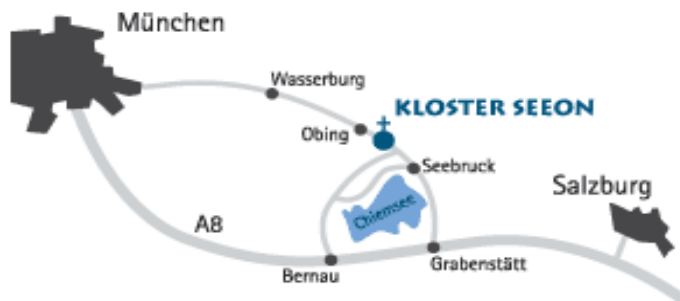 München
Wasserburg
KLOSTER SEEON
Obing
Seebruck
Salzburg
Chiemsee
A8
Bernau
Grabenstätt